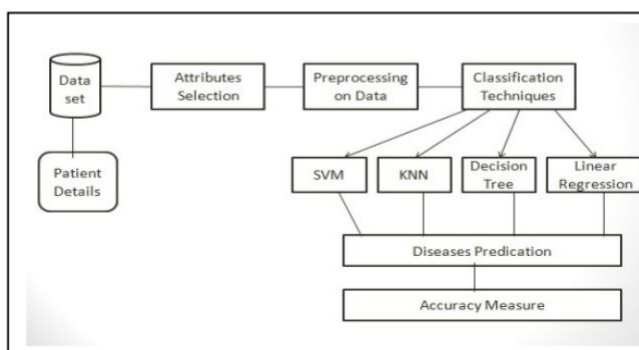 Data
set
Attributes
Selection
Preprocessing
on Data
Classification
Techniques
Patient
Details
SVM
KNN
Decision
Tree
Linear
Regression
Diseases Predication
Accuracy Measure